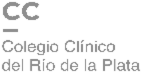 CC
Colegio Clínico
del Río de la Plata